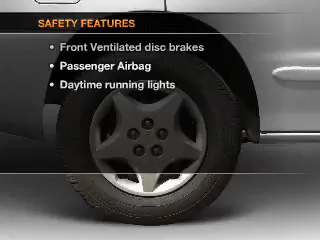 SAFETY FEATURES
• Front Ventilated disc brakes
• Passenger Airbag
• Daytime running lights